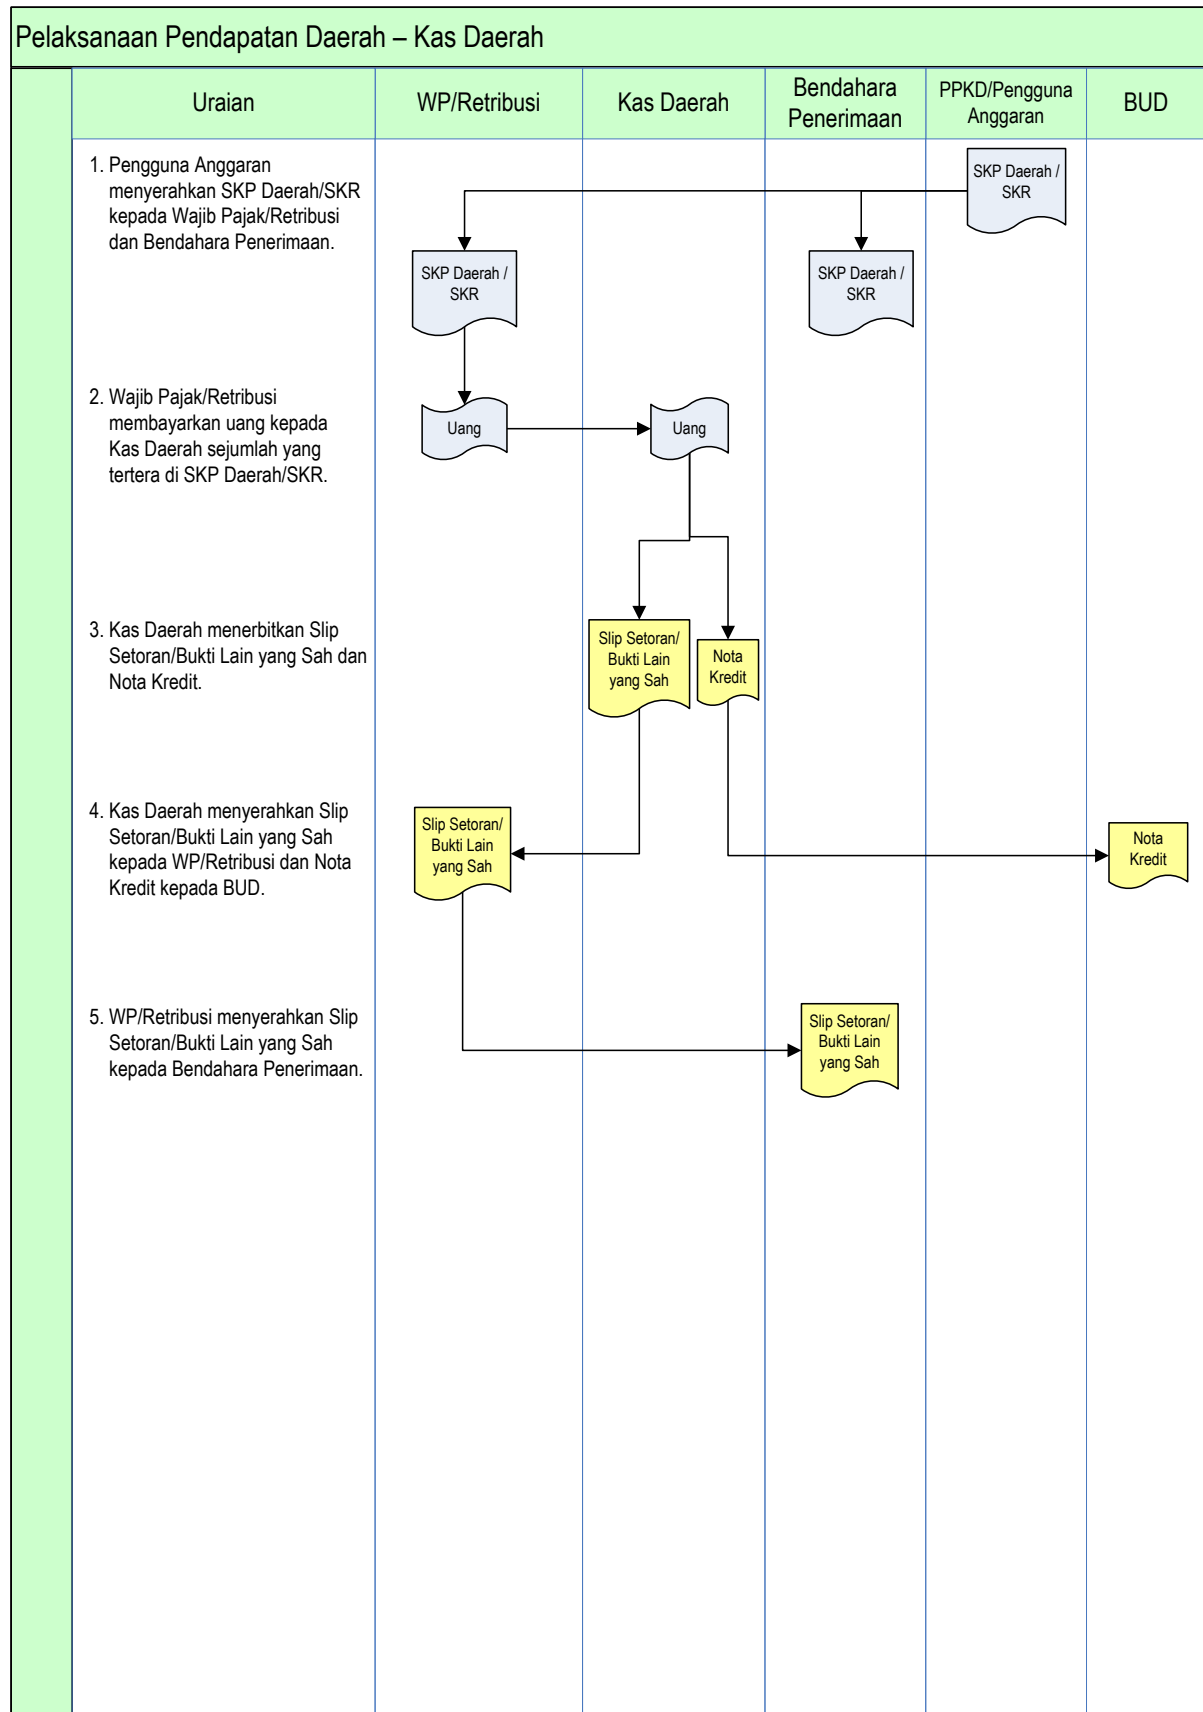 Pelaksanaan Pendapatan Daerah – Kas Daerah
Uraian
WP/Retribusi
Kas Daerah
Bendahara
Penerimaan
PPKD/Pengguna
Anggaran
BUD
1. Pengguna Anggaran
menyerahkan SKP Daerah/SKR
kepada Wajib Pajak/Retribusi
dan Bendahara Penerimaan.
SKP Daerah /
SKR
SKP Daerah /
SKR
SKP Daerah /
SKR
2. Wajib Pajak/Retribusi
membayarkan uang kepada
Kas Daerah sejumlah yang
tertera di SKP Daerah/SKR.
Uang
Uang
3. Kas Daerah menerbitkan Slip
Setoran/Bukti Lain yang Sah dan
Nota Kredit.
Slip Setoran/
Bukti Lain
yang Sah
Nota
Kredit
4. Kas Daerah menyerahkan Slip
Setoran/Bukti Lain yang Sah
kepada WP/Retribusi dan Nota
Kredit kepada BUD.
Slip Setoran/
Bukti Lain
yang Sah
Nota
Kredit
5. WP/Retribusi menyerahkan Slip
Setoran/Bukti Lain yang Sah
kepada Bendahara Penerimaan.
Slip Setoran/
Bukti Lain
yang Sah